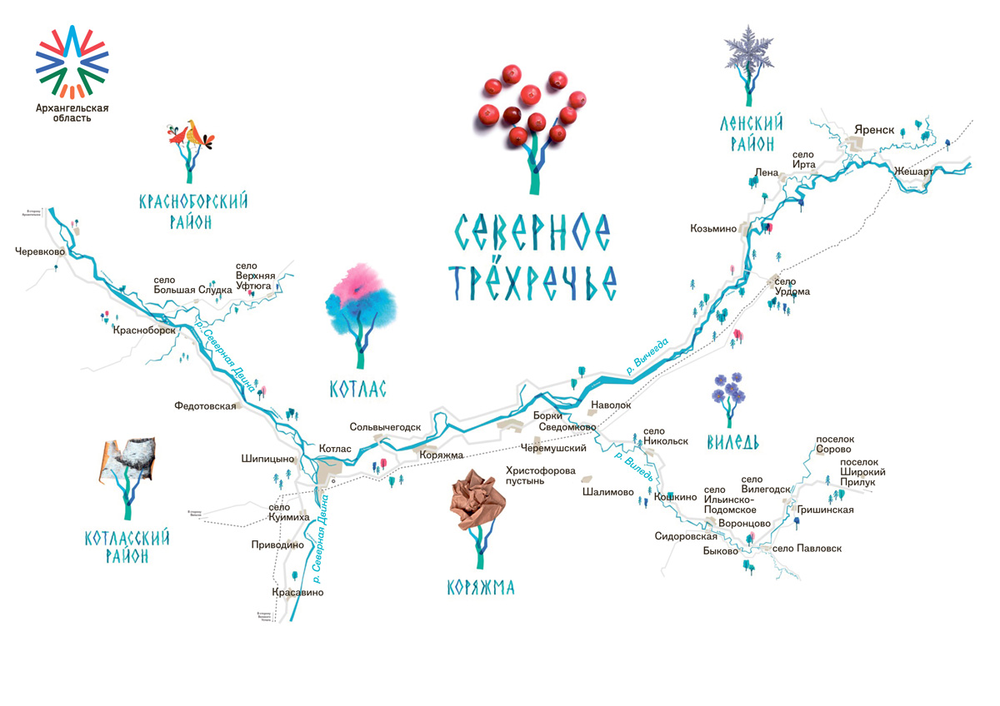 Архангельская
область
КРАСНОБОРСКИЙ
РАЙОН
СЕВЕРНОЕ
ТРЁХРЕЧЬЕ
ЛЕНСКИЙ
РАЙОН
Яренск
село
Ирта
Лена
Жешарт
Козьмино
село
Урдома
Черевково
село
Большая Слудка
село
Верхняя
Уфтюга
Красноборск
р. Северная Двина
КОТЛАС
Федотовская
р. Вычегда
Сольвычегодск
Борки
Наволок
Сведомково
ВИЛЕДЬ
КОТЛАССКИЙ
РАЙОН
Шипицыно
Котлас
Коряжма
Черемушский
село
Никольск
поселок
Сорово
р. Виледь
Христофорова
пустынь
Шалимово
Кошкино
село
Ильинско-
Подомское
село
Вилегодск
поселок
Широкий
Прилук
Гришинская
Воронцово
Сидоровская
Быково
село Павловск
село
Куимиха
Приводино
р. Северная Двина
Красавино
КОРЯЖМА